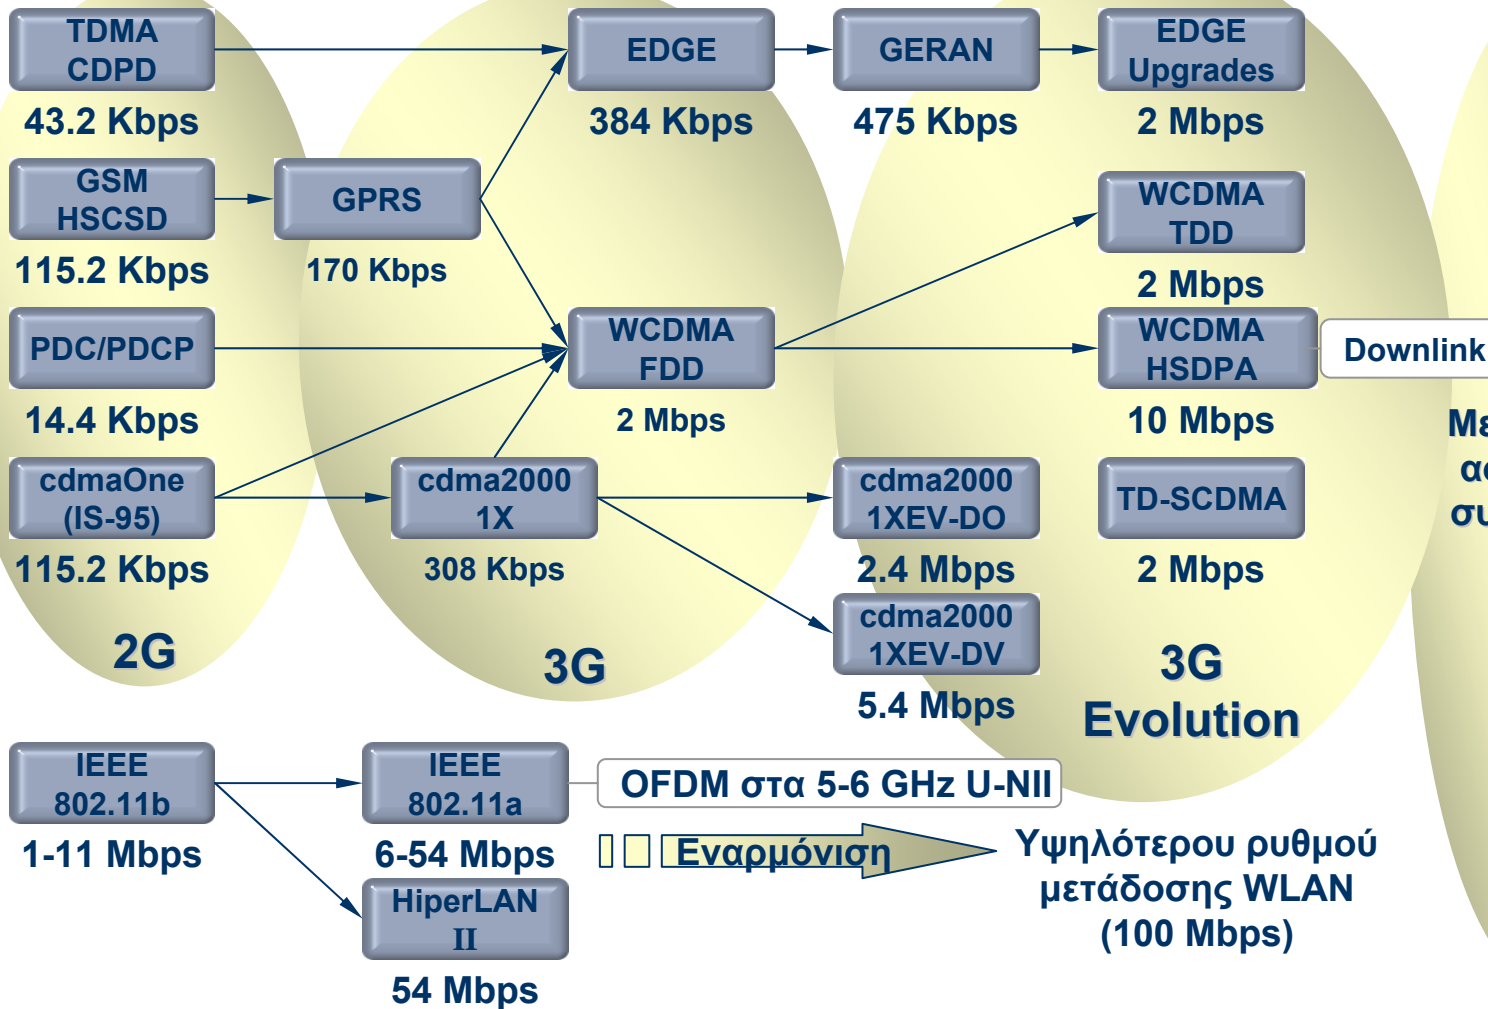 TDMA
CDPD
43.2 Kbps
EDGE
384 Kbps
GERAN
475 Kbps
EDGE
Upgrades
2 Mbps
GSM
HSCSD
115.2 Kbps
GPRS
170 Kbps
WCDMA
TDD
2 Mbps
PDC/PDCP
14.4 Kbps
WCDMA
FDD
2 Mbps
WCDMA
HSDPA
10 Mbps
Downlink
cdmaOne
(IS-95)
115.2 Kbps
cdma2000
1X
308 Kbps
cdma2000
1XEV-DO
2.4 Mbps
TD-SCDMA
2 Mbps
cdma2000
1XEV-DV
5.4 Mbps
2G
3G
3G
Evolution
IEEE
802.11b
1-11 Mbps
IEEE
802.11a
6-54 Mbps
OFDM στα 5-6 GHz U-NII
Εναρμόνιση
Υψηλότερου ρυθμού
μετάδοσης WLAN
(100 Mbps)
HiperLAN
II
54 Mbps